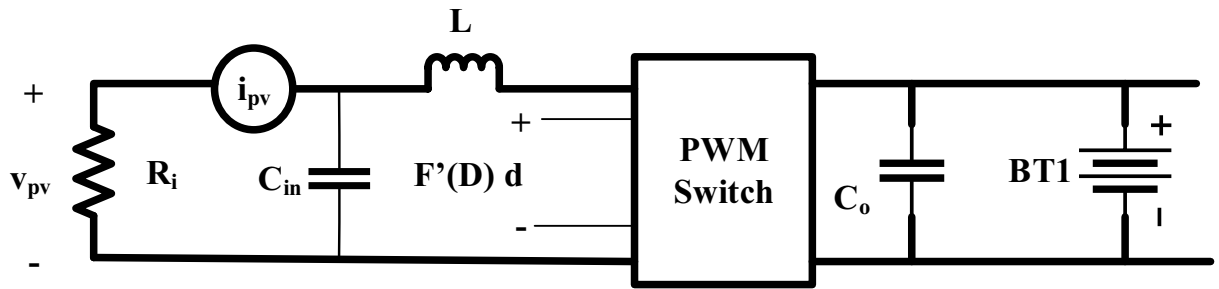 L
+
i_pv
+
PWM
Switch
+
v_pv
R_i
C_in
F'(D) d
C_o
BT1
-
-
-